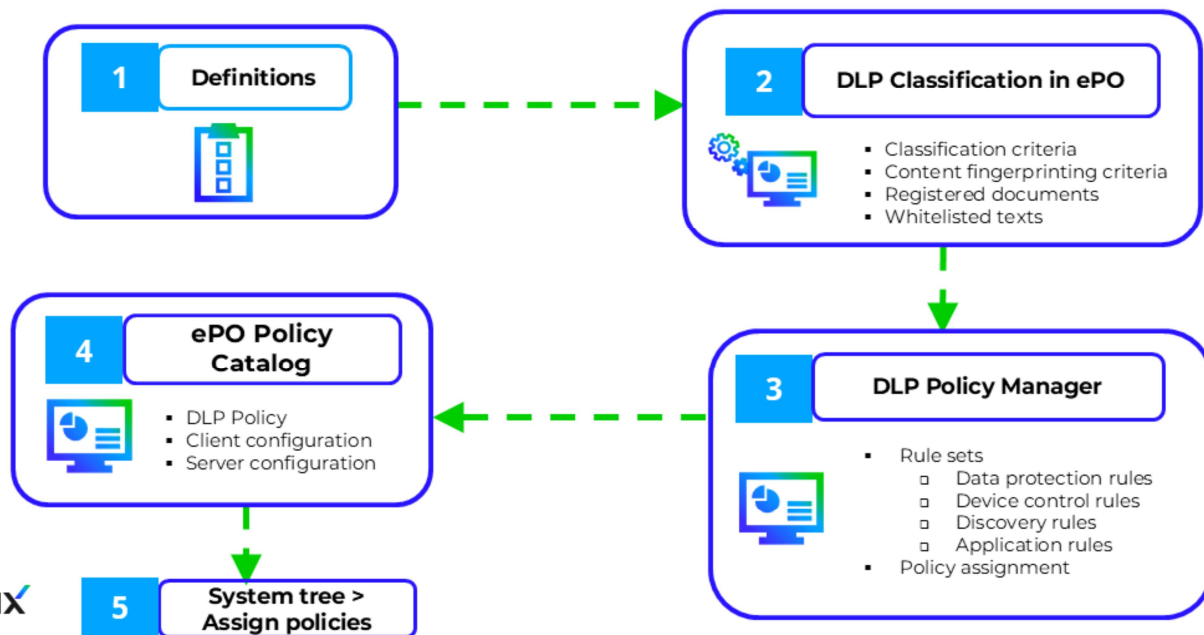 1
Definitions
2
DLP Classification in ePO
▪ Classification criteria
▪ Content fingerprinting criteria
▪ Registered documents
▪ Whitelisted texts
3
DLP Policy Manager
▪ Rule sets
▫ Data protection rules
▫ Device control rules
▫ Discovery rules
▫ Application rules
▪ Policy assignment
4
ePO Policy
Catalog
▪ DLP Policy
▪ Client configuration
▪ Server configuration
5
System tree >
Assign policies